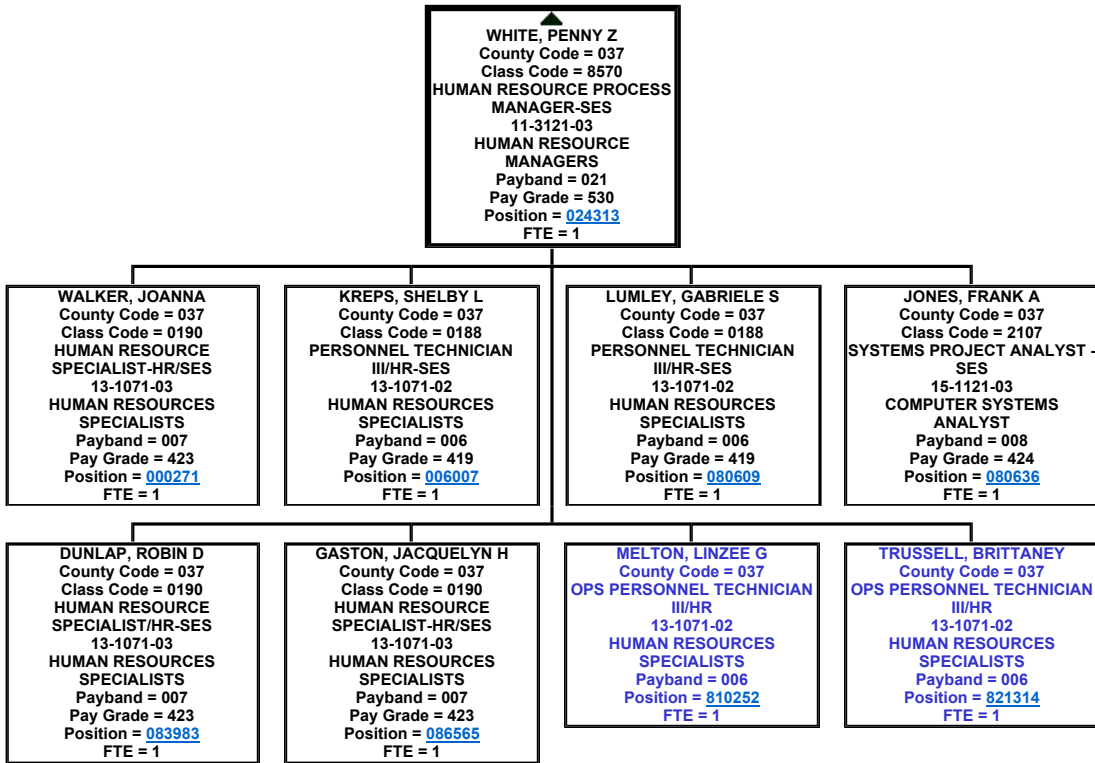 WHITE, PENNY Z
County Code = 037
Class Code = 8570
HUMAN RESOURCE PROCESS
MANAGER-SES
11-3121-03
HUMAN RESOURCE
MANAGERS
Payband = 021
Pay Grade = 530
Position = 024313
FTE = 1
WALKER, JOANNA
County Code = 037
Class Code = 0190
HUMAN RESOURCE
SPECIALIST-HR/SES
13-1071-03
HUMAN RESOURCES
SPECIALISTS
Payband = 007
Pay Grade = 423
Position = 000271
FTE = 1
KREPS, SHELBY L
County Code = 037
Class Code = 0188
PERSONNEL TECHNICIAN
III/HR-SES
13-1071-02
HUMAN RESOURCES
SPECIALISTS
Payband = 006
Pay Grade = 419
Position = 006007
FTE = 1
LUMLEY, GABRIELE S
County Code = 037
Class Code = 0188
PERSONNEL TECHNICIAN
III/HR-SES
13-1071-02
HUMAN RESOURCES
SPECIALISTS
Payband = 006
Pay Grade = 419
Position = 080609
FTE = 1
JONES, FRANK A
County Code = 037
Class Code = 2107
SYSTEMS PROJECT ANALYST -
SES
15-1121-03
COMPUTER SYSTEMS
ANALYST
Payband = 008
Pay Grade = 424
Position = 080636
FTE = 1
DUNLAP, ROBIN D
County Code = 037
Class Code = 0190
HUMAN RESOURCE
SPECIALIST/HR-SES
13-1071-03
HUMAN RESOURCES
SPECIALISTS
Payband = 007
Pay Grade = 423
Position = 083983
FTE = 1
GASTON, JACQUELYN H
County Code = 037
Class Code = 0190
HUMAN RESOURCE
SPECIALIST-HR/SES
13-1071-03
HUMAN RESOURCES
SPECIALISTS
Payband = 007
Pay Grade = 423
Position = 086565
FTE = 1
MELTON, LINZEE G
County Code = 037
OPS PERSONNEL TECHNICIAN
III/HR
13-1071-02
HUMAN RESOURCES
SPECIALISTS
Payband = 006
Position = 810252
FTE = 1
TRUSSELL, BRITTANEY
County Code = 037
OPS PERSONNEL TECHNICIAN
III/HR
13-1071-02
HUMAN RESOURCES
SPECIALISTS
Payband = 006
Position = 821314
FTE = 1